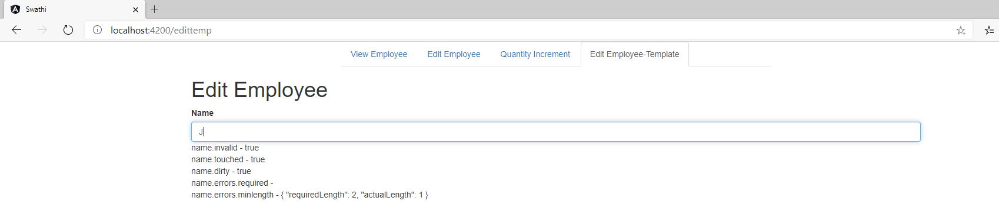 Swathi
localhost:4200/edittemp
View Employee Edit Employee Quantity Increment Edit Employee-Template
Edit Employee
Name
J
name.invalid - true
name.touched - true
name.dirty - true
name.errors.required -
name.errors.minlength - { "requiredLength": 2, "actualLength": 1 }